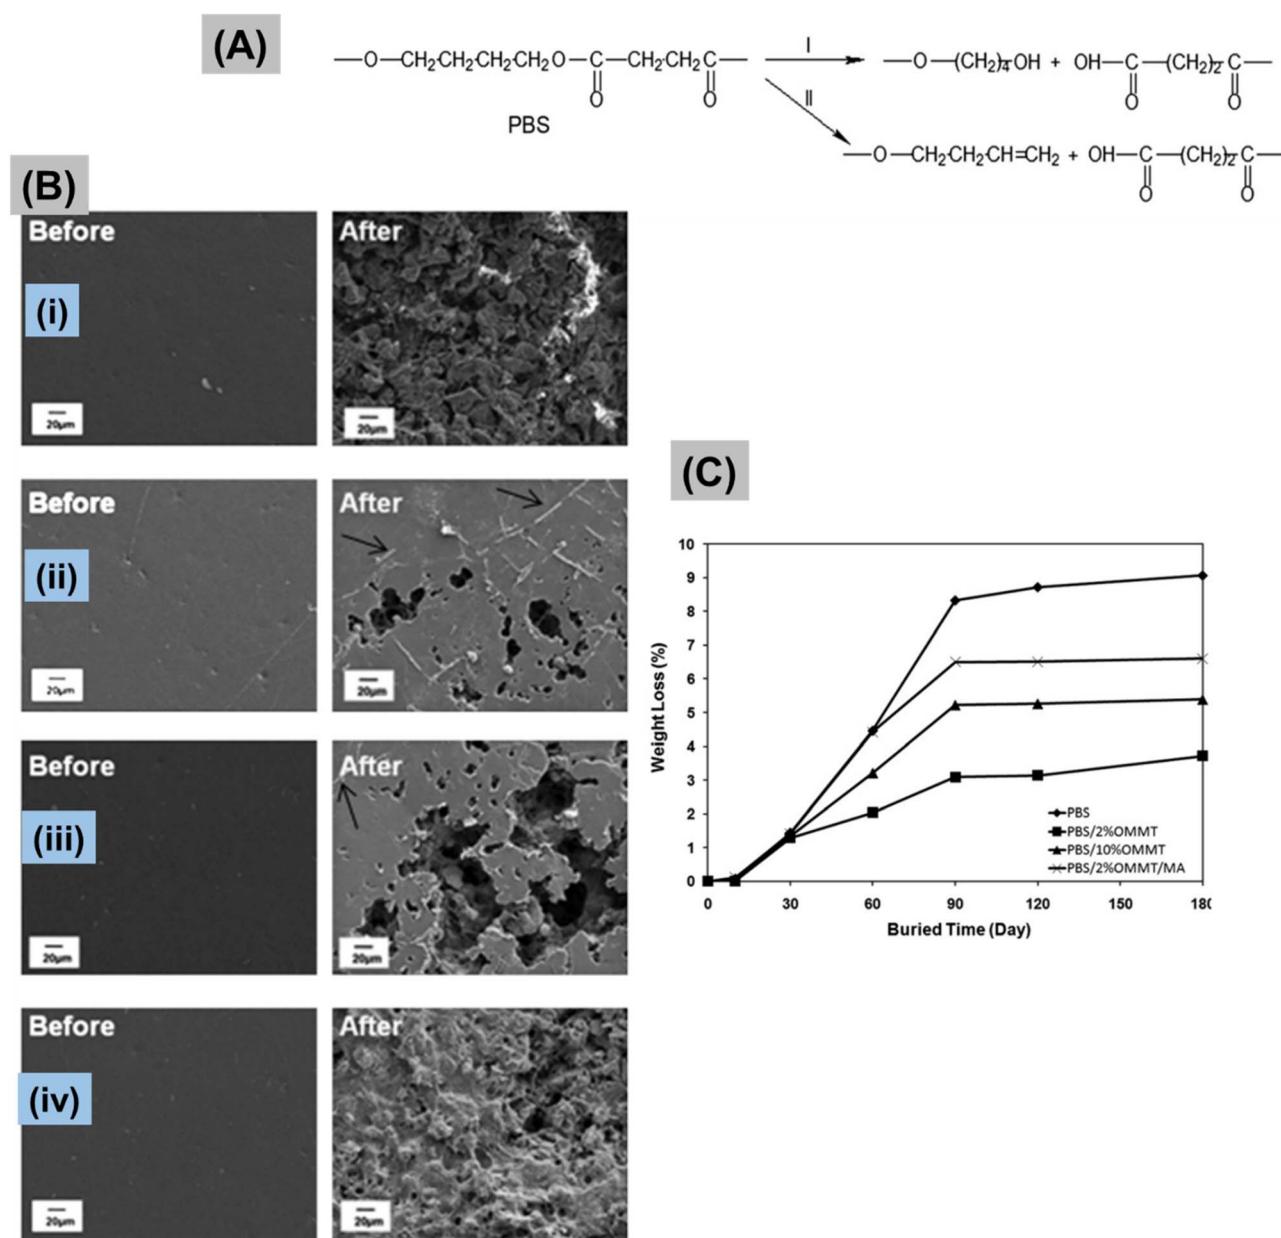 (A)
—O—CH₂CH₂CH₂CH₂O—C—CH₂CH₂C—
O O
PBS
I
II
—O—(CH₂)₄OH + OH—C—(CH₂)₂C—
O O
—O—CH₂CH₂CH=CH₂ + OH—C—(CH₂)₂C—
O O
(B)
Before
After
(i)
20µm
20µm
Before
After
(ii)
20µm
20µm
Before
After
(iii)
20µm
20µm
Before
After
(iv)
20µm
20µm
(C)
10
9
8
7
6
5
4
3
2
1
0
Weight Loss (%)
PBS
PBS/2%OMMT
PBS/10%OMMT
PBS/2%OMMT/MA
0 30 60 90 120 150 180
Buried Time (Day)